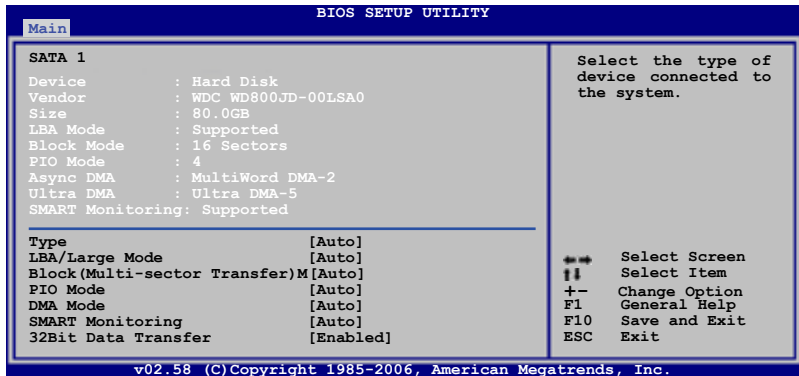 BIOS SETUP UTILITY
Main
SATA 1
Device : Hard Disk
Vendor : WDC WD800JD-00LSA0
Size : 80.0GB
LBA Mode : Supported
Block Mode : 16 Sectors
PIO Mode : 4
Async DMA : MultiWord DMA-2
Ultra DMA : Ultra DMA-5
SMART Monitoring: Supported
Type [Auto]
LBA/Large Mode [Auto]
Block(Multi-sector Transfer)M[Auto]
PIO Mode [Auto]
DMA Mode [Auto]
SMART Monitoring [Auto]
32Bit Data Transfer [Enabled]
Select the type of
device connected to
the system.
←→ Select Screen
↑↓ Select Item
+- Change Option
F1 General Help
F10 Save and Exit
ESC Exit
v02.58 (C)Copyright 1985-2006, American Megatrends, Inc.